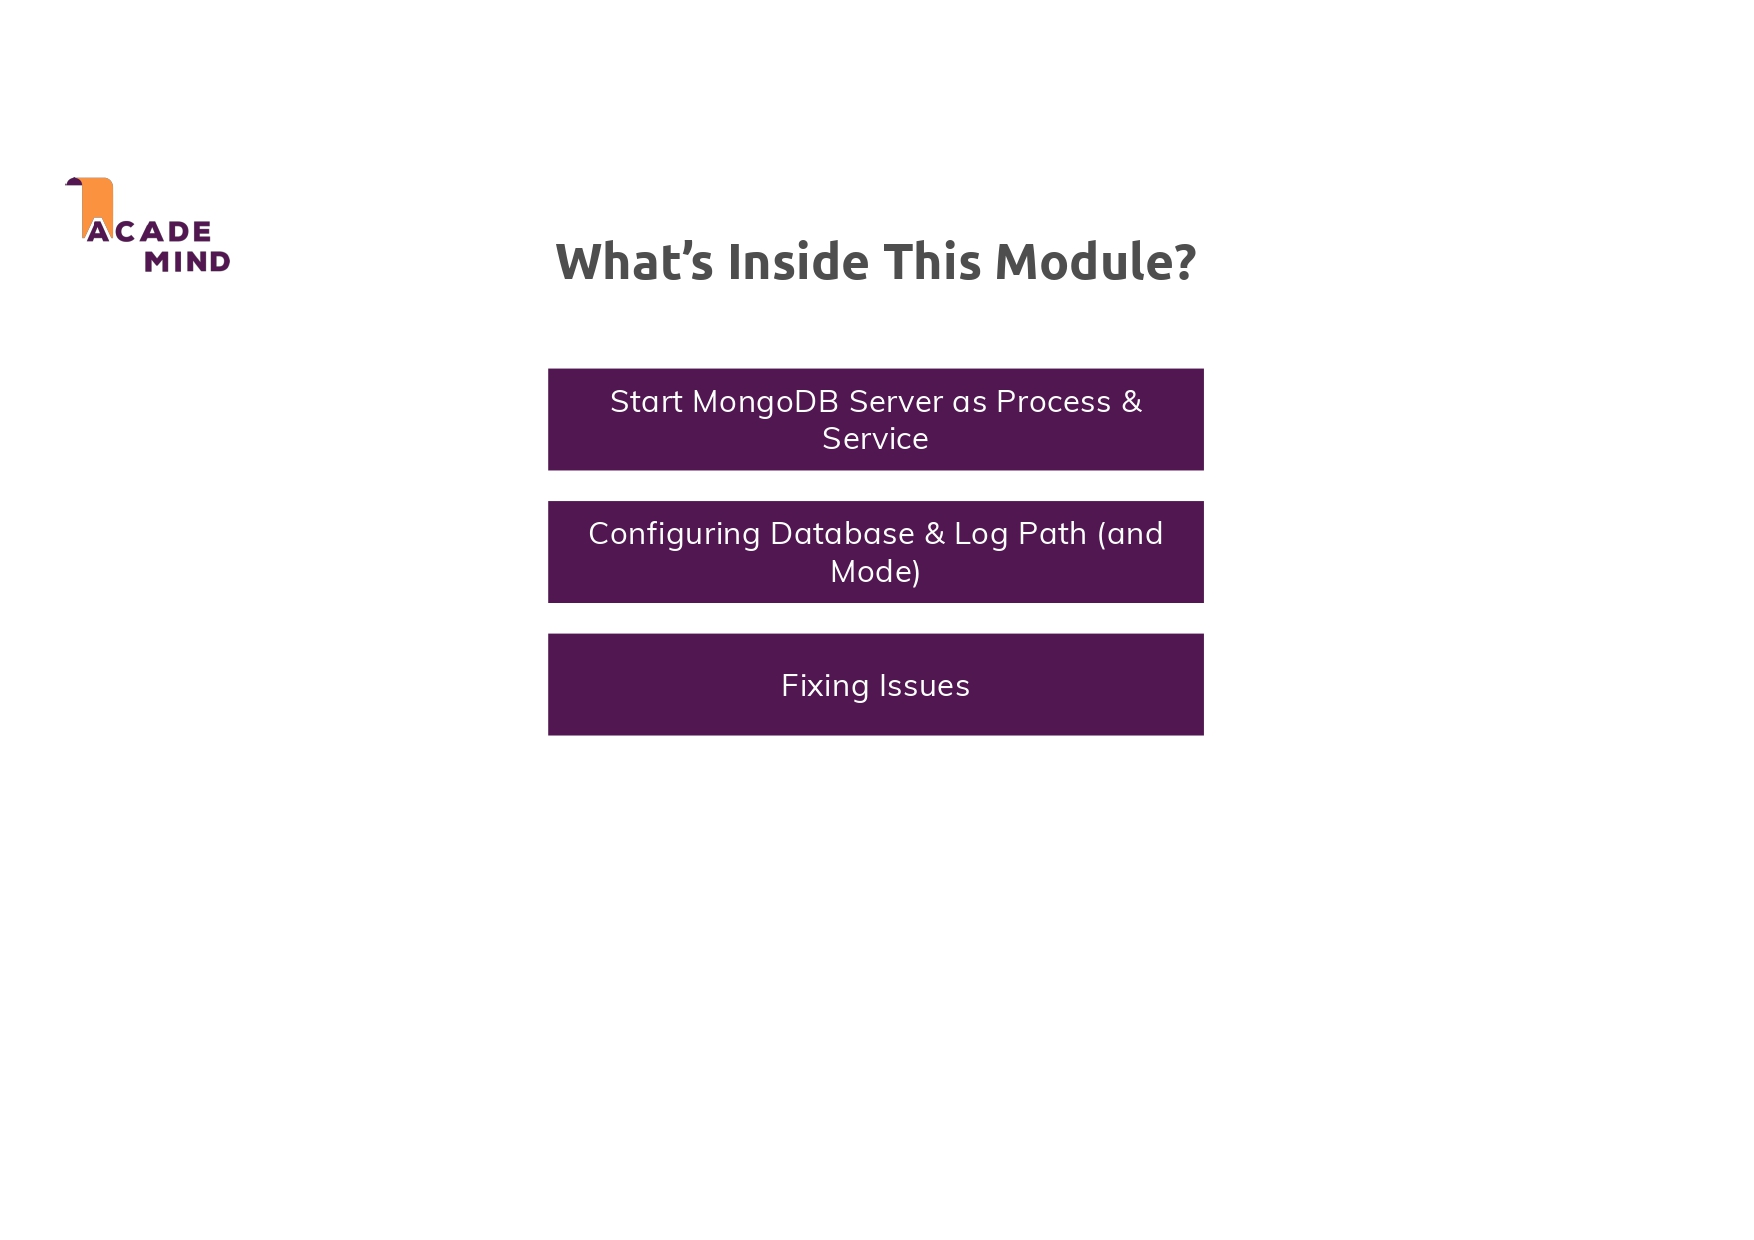 ACADE
MIND
What’s Inside This Module?
Start MongoDB Server as Process &
Service
Configuring Database & Log Path (and
Mode)
Fixing Issues